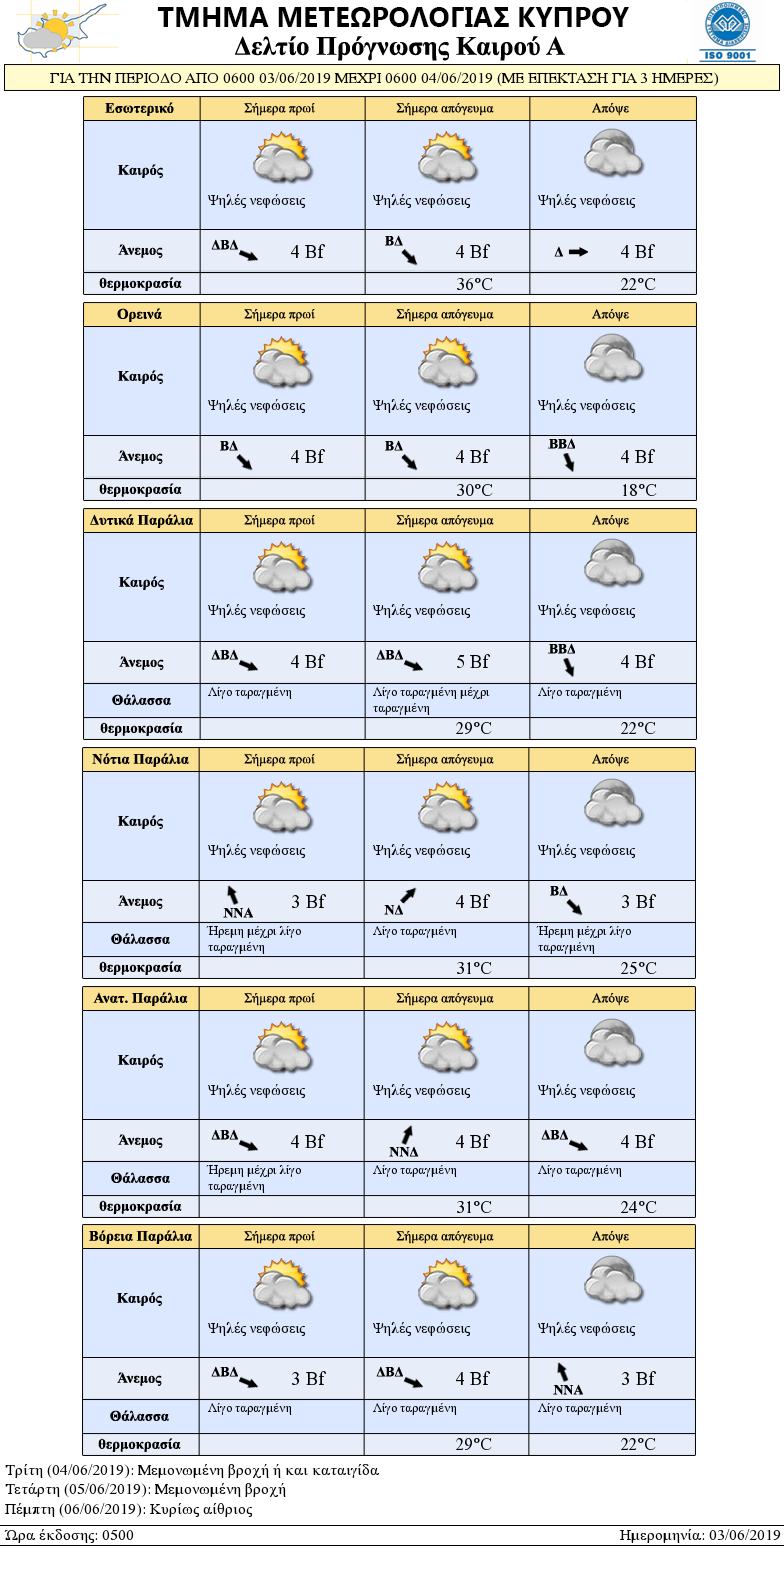 ΤΜΗΜΑ ΜΕΤΕΩΡΟΛΟΓΙΑΣ ΚΥΠΡΟΥ
Δελτίο Πρόγνωσης Καιρού Α
ISO 9001
ΓΙΑ ΤΗΝ ΠΕΡΙΟΔΟ ΑΠΟ 0600 03/06/2019 ΜΕΧΡΙ 0600 04/06/2019 (ΜΕ ΕΠΕΚΤΑΣΗ ΓΙΑ 3 ΗΜΕΡΕΣ)
Εσωτερικό Σήμερα πρωί Σήμερα απόγευμα Απόψε
Καιρός
Ψηλές νεφώσεις Ψηλές νεφώσεις Ψηλές νεφώσεις
Άνεμος ΔΒΔ 4 Bf ΒΔ 4 Bf Δ 4 Bf
θερμοκρασία 36°C 22°C
Ορεινά Σήμερα πρωί Σήμερα απόγευμα Απόψε
Καιρός
Ψηλές νεφώσεις Ψηλές νεφώσεις Ψηλές νεφώσεις
Άνεμος ΒΔ 4 Bf ΒΔ 4 Bf ΒΒΔ 4 Bf
θερμοκρασία 30°C 18°C
Δυτικά Παράλια Σήμερα πρωί Σήμερα απόγευμα Απόψε
Καιρός
Ψηλές νεφώσεις Ψηλές νεφώσεις Ψηλές νεφώσεις
Άνεμος ΔΒΔ 4 Bf ΔΒΔ 5 Bf ΒΒΔ 4 Bf
Θάλασσα Λίγο ταραγμένη Λίγο ταραγμένη μέχρι ταραγμένη Λίγο ταραγμένη
θερμοκρασία 29°C 22°C
Νότια Παράλια Σήμερα πρωί Σήμερα απόγευμα Απόψε
Καιρός
Ψηλές νεφώσεις Ψηλές νεφώσεις Ψηλές νεφώσεις
Άνεμος ΝΝΑ 3 Bf ΝΔ 4 Bf ΒΔ 3 Bf
Θάλασσα Ήρεμη μέχρι λίγο ταραγμένη Λίγο ταραγμένη Ήρεμη μέχρι λίγο ταραγμένη
θερμοκρασία 31°C 25°C
Ανατ. Παράλια Σήμερα πρωί Σήμερα απόγευμα Απόψε
Καιρός
Ψηλές νεφώσεις Ψηλές νεφώσεις Ψηλές νεφώσεις
Άνεμος ΔΒΔ 4 Bf ΝΝΔ 4 Bf ΔΒΔ 4 Bf
Θάλασσα Ήρεμη μέχρι λίγο ταραγμένη Λίγο ταραγμένη Λίγο ταραγμένη
θερμοκρασία 31°C 24°C
Βόρεια Παράλια Σήμερα πρωί Σήμερα απόγευμα Απόψε
Καιρός
Ψηλές νεφώσεις Ψηλές νεφώσεις Ψηλές νεφώσεις
Άνεμος ΔΒΔ 3 Bf ΔΒΔ 4 Bf ΝΝΑ 3 Bf
Θάλασσα Λίγο ταραγμένη Λίγο ταραγμένη Λίγο ταραγμένη
θερμοκρασία 29°C 22°C
Τρίτη (04/06/2019): Μεμονωμένη βροχή ή και καταιγίδα
Τετάρτη (05/06/2019): Μεμονωμένη βροχή
Πέμπτη (06/06/2019): Κυρίως αίθριος
Ώρα έκδοσης: 0500 Ημερομηνία: 03/06/2019